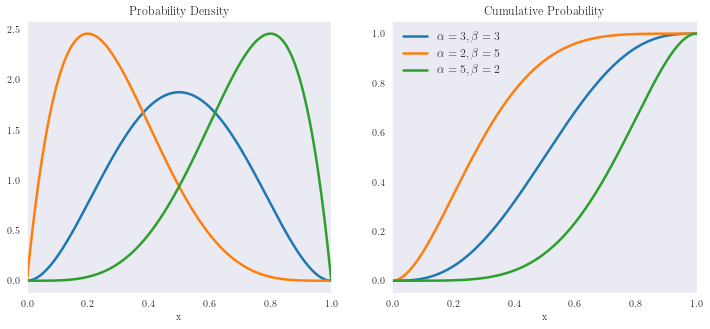 Probability Density
2.5
2.0
1.5
1.0
0.5
0.0
0.0 0.2 0.4 0.6 0.8 1.0
x
Cumulative Probability
α = 3, β = 3
α = 2, β = 5
α = 5, β = 2
1.0
0.8
0.6
0.4
0.2
0.0
0.0 0.2 0.4 0.6 0.8 1.0
x